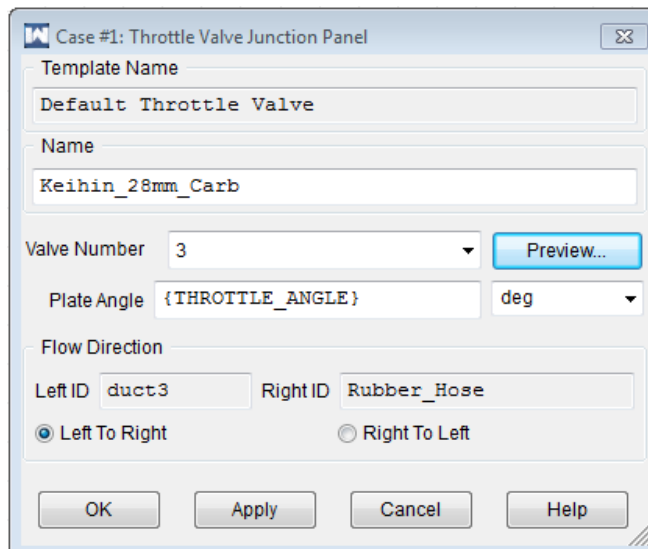 Case #1: Throttle Valve Junction Panel
Template Name
Default Throttle Valve
Name
Keihin_28mm_Carb
Valve Number 3 Preview...
Plate Angle {THROTTLE_ANGLE} deg
Flow Direction
Left ID duct3 Right ID Rubber_Hose
Left To Right Right To Left
OK Apply Cancel Help